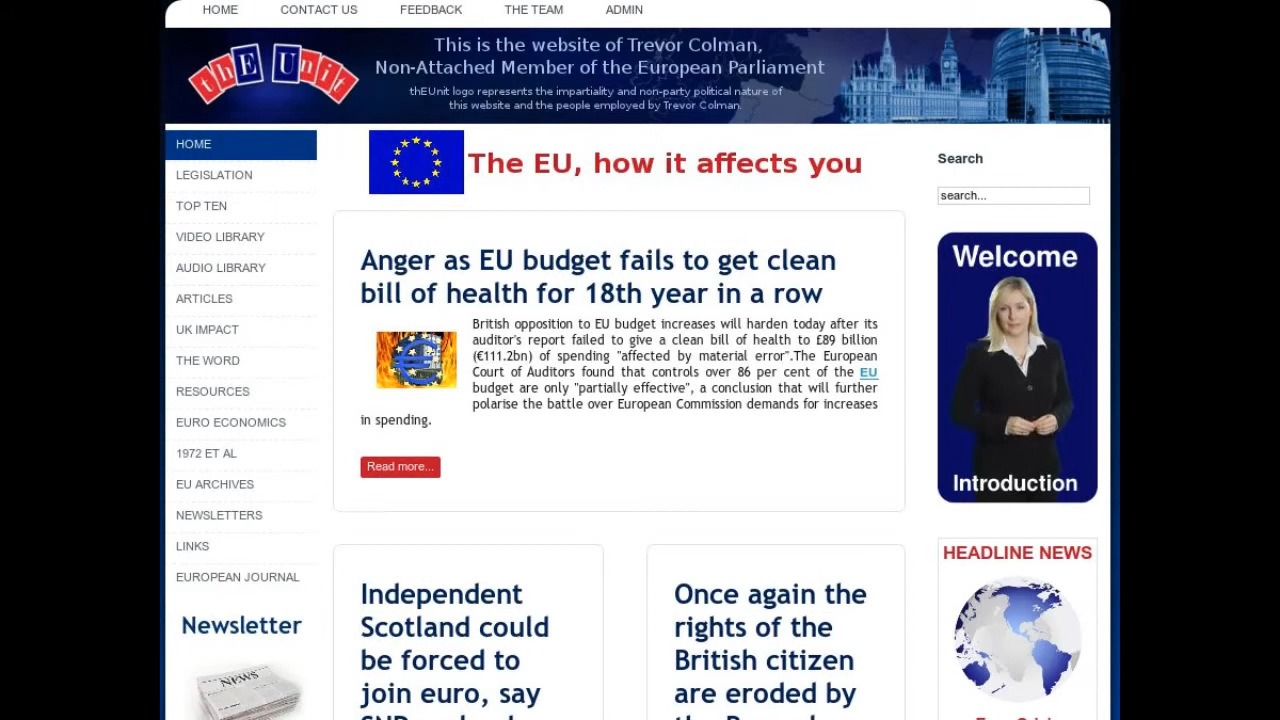 HOME CONTACT US FEEDBACK THE TEAM ADMIN
thEUnit
This is the website of Trevor Colman,
Non-Attached Member of the European Parliament
thEUnit logo represents the impartiality and non-party political nature of
this website and the people employed by Trevor Colman.
HOME
LEGISLATION
TOP TEN
VIDEO LIBRARY
AUDIO LIBRARY
ARTICLES
UK IMPACT
THE WORD
RESOURCES
EURO ECONOMICS
1972 ET AL
EU ARCHIVES
NEWSLETTERS
LINKS
EUROPEAN JOURNAL
Newsletter
NEWS
The EU, how it affects you
Anger as EU budget fails to get clean
bill of health for 18th year in a row
British opposition to EU budget increases will harden today after its
auditor's report failed to give a clean bill of health to £89 billion
(€111.2bn) of spending "affected by material error".The European
Court of Auditors found that controls over 86 per cent of the EU
budget are only "partially effective", a conclusion that will further
polarise the battle over European Commission demands for increases
in spending.
Read more...
Independent
Scotland could
be forced to
join euro, say
Once again the
rights of the
British citizen
are eroded by
Search
search...
Welcome
Introduction
HEADLINE NEWS